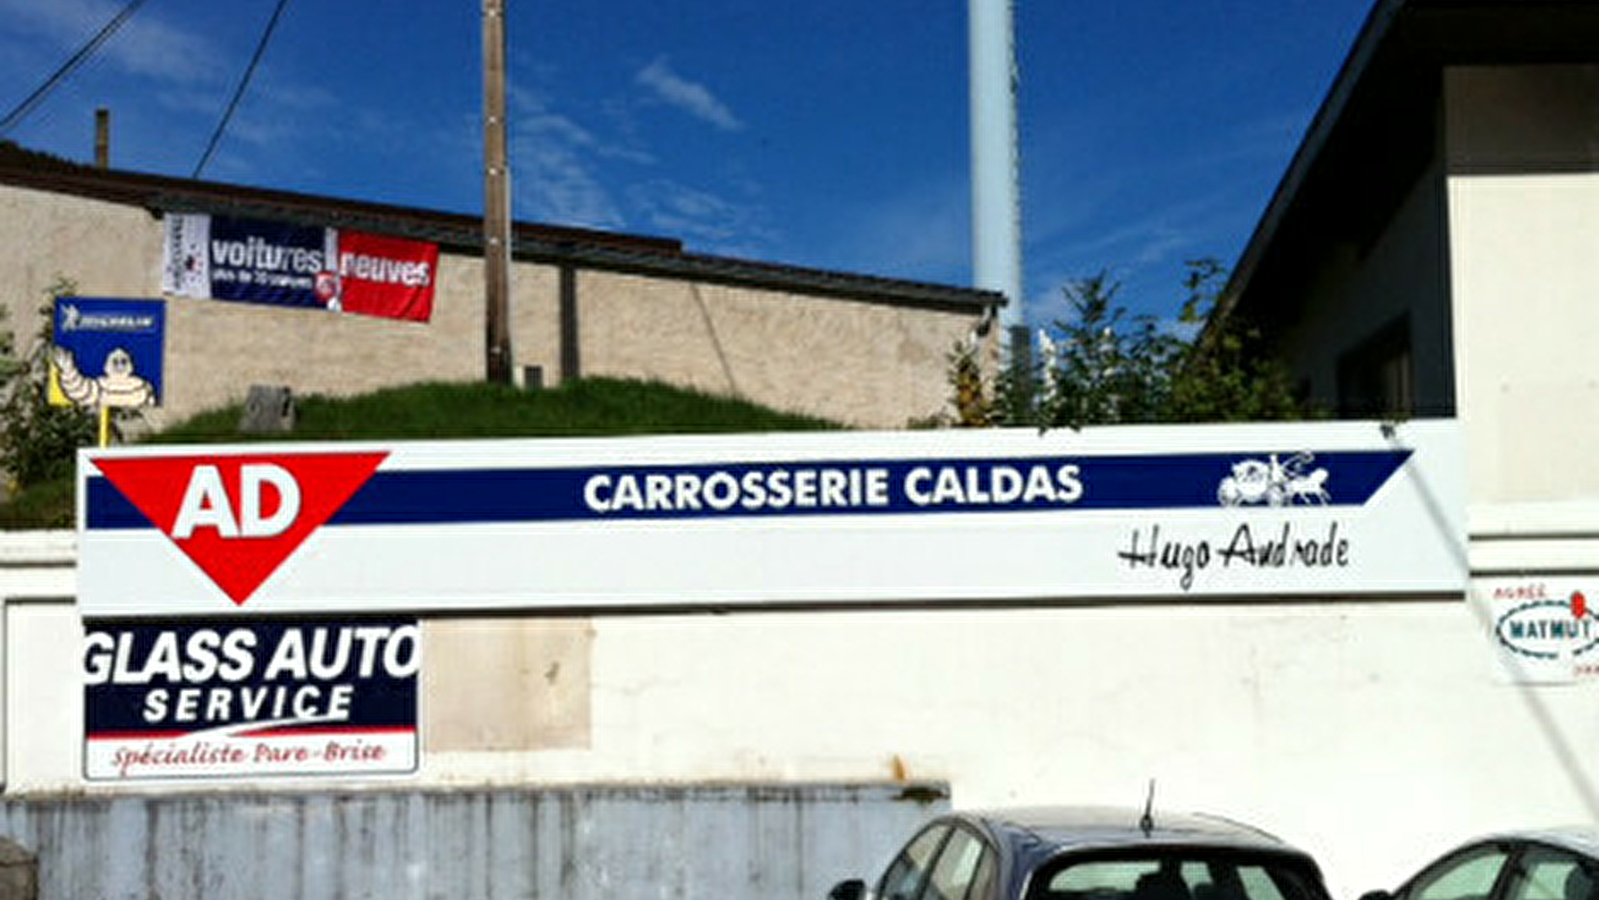 voitures neuves
MICHELIN
AD
CARROSSERIE CALDAS
Hugo Andrade
GLASS AUTO
SERVICE
Spécialiste Pare-Brise
AGRÉÉ
MATMUT